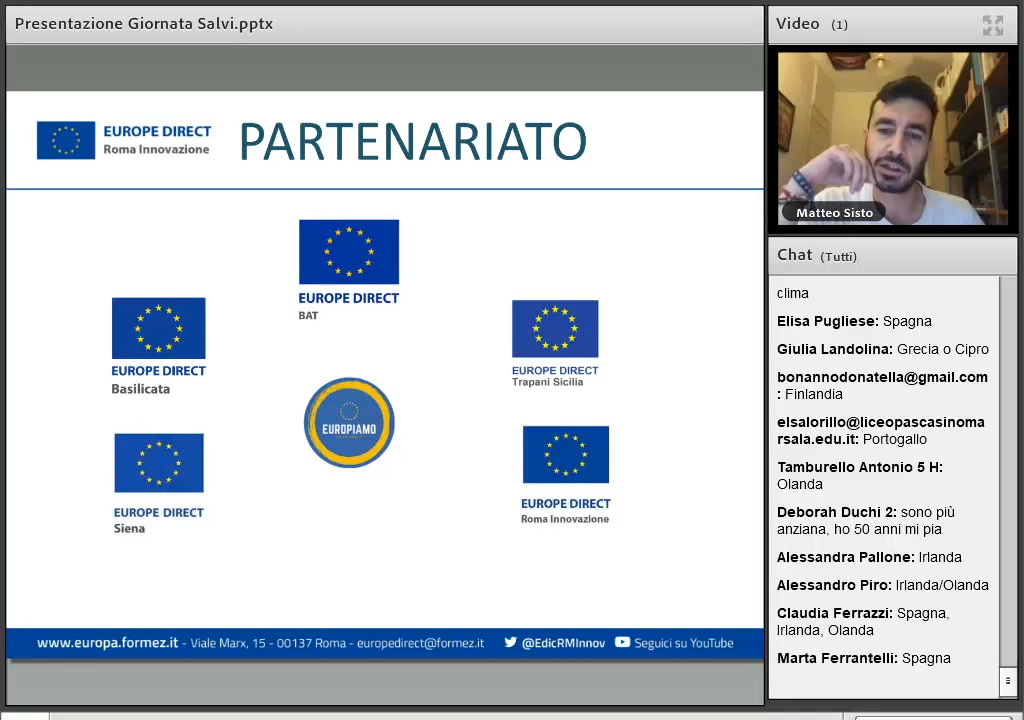 Presentazione Giornata Salvi.pptx
EUROPE DIRECT
Roma Innovazione
PARTENARIATO
EUROPE DIRECT
BAT
EUROPE DIRECT
Basilicata
EUROPE DIRECT
Trapani Sicilia
EUROPIAMO
EUROPE DIRECT
Siena
EUROPE DIRECT
Roma Innovazione
www.europa.formez.it - Viale Marx, 15 - 00137 Roma - europedirect@formez.it @EdicRMInnov Seguici su YouTube
Video (1)
Matteo Sisto
Chat (Tutti)
clima
Elisa Pugliese: Spagna
Giulia Landolina: Grecia o Cipro
bonannodonatella@gmail.com
: Finlandia
elsalorillo@liceopascasinoma
rsala.edu.it: Portogallo
Tamburello Antonio 5 H:
Olanda
Deborah Duchi 2: sono più
anziana, ho 50 anni mi pia
Alessandra Pallone: Irlanda
Alessandro Piro: Irlanda/Olanda
Claudia Ferrazzi: Spagna,
Irlanda, Olanda
Marta Ferrantelli: Spagna